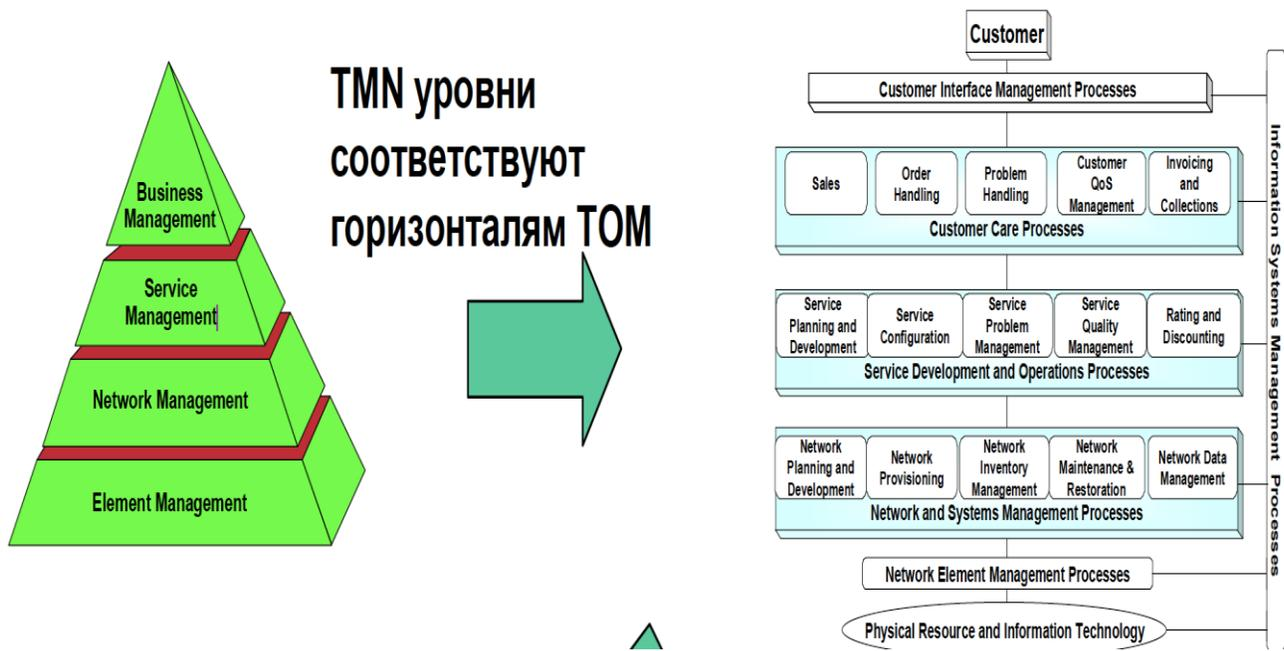 TMN уровни
соответствуют
горизонталям TOM
Business
Management
Service
Management
Network Management
Element Management
Customer
Customer Interface Management Processes
Sales
Order
Handling
Problem
Handling
Customer
QoS
Management
Invoicing
and
Collections
Customer Care Processes
Service
Planning and
Development
Service
Configuration
Service
Problem
Management
Service
Quality
Management
Rating and
Discounting
Service Development and Operations Processes
Network
Planning and
Development
Network
Provisioning
Network
Inventory
Management
Network
Maintenance &
Restoration
Network Data
Management
Network and Systems Management Processes
Network Element Management Processes
Physical Resource and Information Technology
Information Systems Management Processes